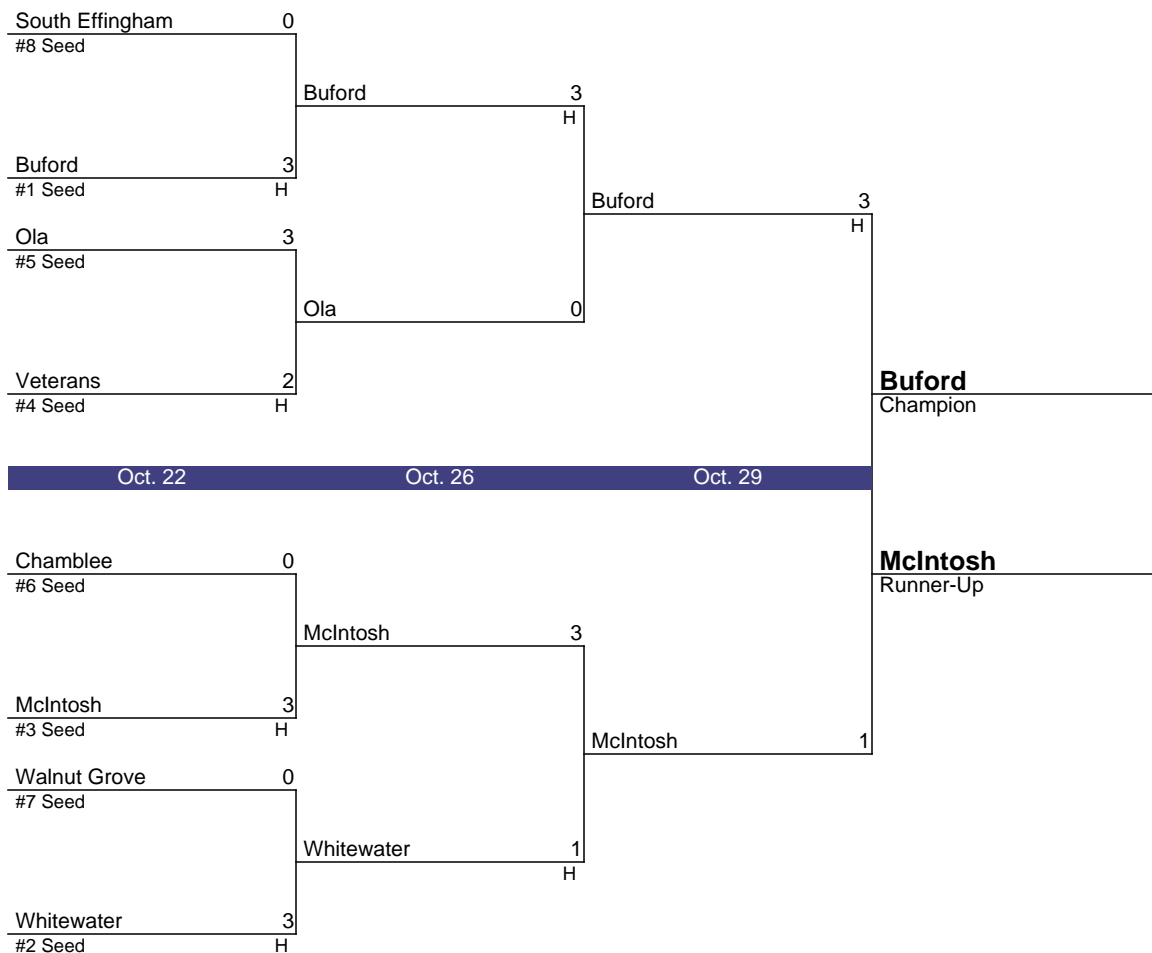 South Effingham 0
#8 Seed
Buford 3
H
Buford 3
#1 Seed H
Buford 3
H
Ola 3
#5 Seed
Ola 0
Veterans 2
#4 Seed H
Buford
Champion
Oct. 22 Oct. 26 Oct. 29
Chamblee 0
#6 Seed
McIntosh
Runner-Up
McIntosh 3
McIntosh 3
#3 Seed H
McIntosh 1
Walnut Grove 0
#7 Seed
Whitewater 1
H
Whitewater 3
#2 Seed H